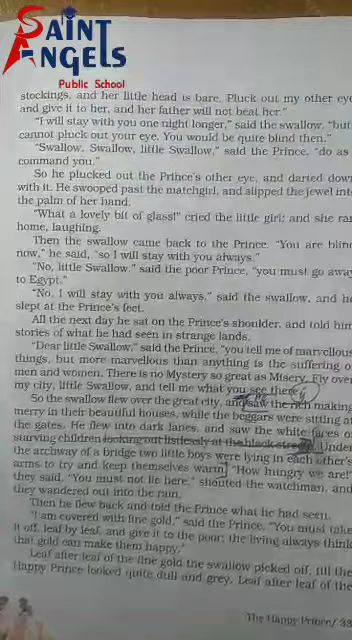 SAINT
ANGELS
Public School
stockings, and her little head is bare. Pluck out my other eye
and give it to her, and her father will not beat her."
"I will stay with you one night longer," said the swallow, "but
cannot pluck out your eye. You would be quite blind then."
"Swallow, Swallow, little Swallow," said the Prince, "do as
command you."
So he plucked out the Prince's other eye, and darted down
with it. He swooped past the matchgirl, and slipped the jewel into
the palm of her hand.
"What a lovely bit of glass!" cried the little girl; and she ran
home, laughing.
Then the swallow came back to the Prince. "You are blind
now," he said, "so I will stay with you always."
"No, little Swallow," said the poor Prince, "you must go away
to Egypt."
"No, I will stay with you always," said the swallow, and he
slept at the Prince's feet.
All the next day he sat on the Prince's shoulder, and told him
stories of what he had seen in strange lands.
"Dear little Swallow," said the Prince, "you tell me of marvellous
things, but more marvellous than anything is the suffering of
men and women. There is no Mystery so great as Misery. Fly over
my city, little Swallow, and tell me what you see there."
So the swallow flew over the great city, and saw the rich making
merry in their beautiful houses, while the beggars were sitting at
the gates. He flew into dark lanes, and saw the white faces of
starving children looking out listlessly at the black streets. Under
the archway of a bridge two little boys were lying in each other's
arms to try and keep themselves warm. "How hungry we are!"
they said. "You must not lie here," shouted the watchman, and
they wandered out into the rain.
Then he flew back and told the Prince what he had seen.
"I am covered with fine gold," said the Prince, "You must take
it off, leaf by leaf, and give it to the poor; the living always think
that gold can make them happy."
Leaf after leaf of the fine gold the swallow picked off, till the
Happy Prince looked quite dull and grey. Leaf after leaf of the
The Happy Prince/ 33